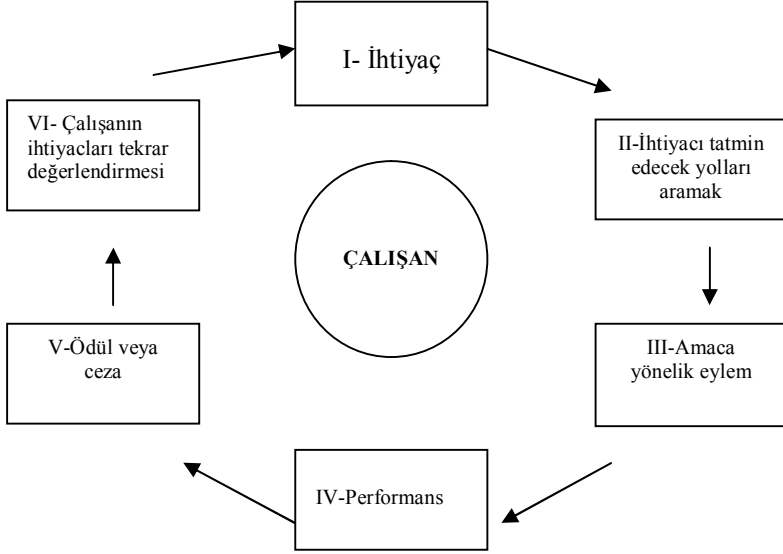 I- İhtiyaç
II-İhtiyacı tatmin
edecek yolları
aramak
III-Amaca
yönelik eylem
IV-Performans
V-Ödül veya
ceza
VI- Çalışanın
ihtiyacları tekrar
değerlendirmesi
ÇALIŞAN